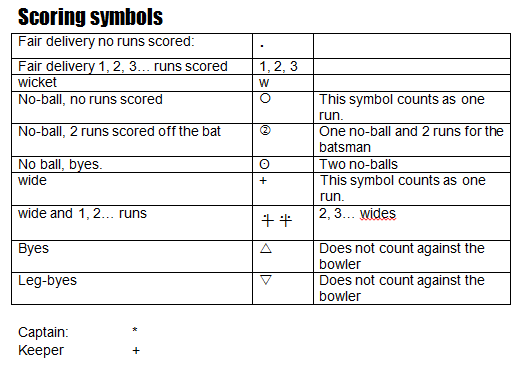 Scoring symbols
Fair delivery no runs scored: .
Fair delivery 1, 2, 3… runs scored 1, 2, 3
wicket w
No-ball, no runs scored ○ This symbol counts as one
run.
No-ball, 2 runs scored off the bat ② One no-ball and 2 runs for the
batsman
No ball, byes. ⊙ Two no-balls
wide + This symbol counts as one
run.
wide and 1, 2… runs 2, 3… wides
Byes △ Does not count against the
bowler
Leg-byes ▽ Does not count against the
bowler
Captain: *
Keeper +